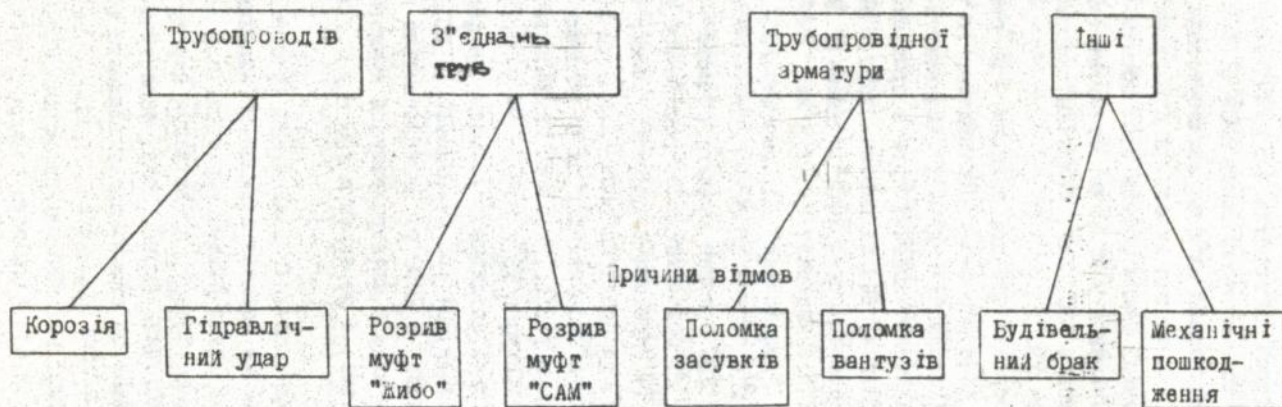 Трубопроводів
З"єднань
труб
Трубопровідної
арматури
Інші
Причини відмов
Корозія
Гідравліч-
ний удар
Розрив
муфт
"Жибо"
Розрив
муфт
"САМ"
Поломка
засувків
Поломка
вантузів
Будівель-
ний брак
Механічні
пошкод-
ження